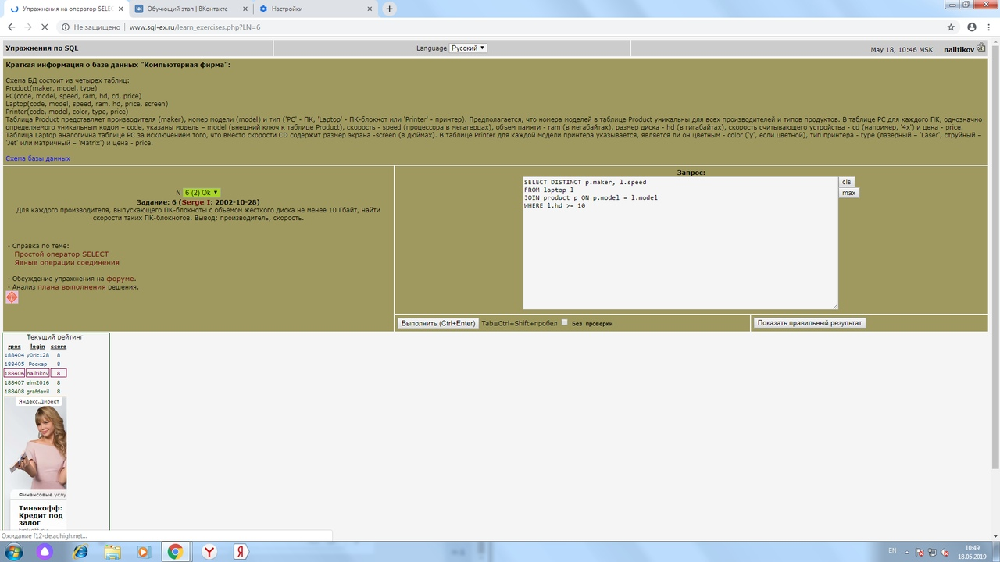 Упражнения на оператор SELEC
Обучающий этап | ВКонтакте
Настройки
Не защищено | www.sql-ex.ru/learn_exercises.php?LN=6
Упражнения по SQL
Language Русский
May 18, 10:46 MSK nailtikov
Краткая информация о базе данных "Компьютерная фирма":
Схема БД состоит из четырех таблиц:
Product(maker, model, type)
PC(code, model, speed, ram, hd, cd, price)
Laptop(code, model, speed, ram, hd, price, screen)
Printer(code, model, color, type, price)
Таблица Product представляет производителя (maker), номер модели (model) и тип ('PC' - ПК, 'Laptop' - ПК-блокнот или 'Printer' - принтер). Предполагается, что номера моделей в таблице Product уникальны для всех производителей и типов продуктов. В таблице PC для каждого ПК, однозначно
определяемого уникальным кодом – code, указаны модель – model (внешний ключ к таблице Product), скорость - speed (процессора в мегагерцах), объем памяти - ram (в мегабайтах), размер диска - hd (в гигабайтах), скорость считывающего устройства - cd (например, '4x') и цена - price.
Таблица Laptop аналогична таблице PC за исключением того, что вместо скорости CD содержит размер экрана -screen (в дюймах). В таблице Printer для каждой модели принтера указывается, является ли он цветным - color ('y', если цветной), тип принтера - type (лазерный – 'Laser', струйный –
'Jet' или матричный – 'Matrix') и цена - price.
Схема базы данных
N 6 (2) Ok
Задание: 6 (Serge I: 2002-10-28)
Для каждого производителя, выпускающего ПК-блокноты c объёмом жесткого диска не менее 10 Гбайт, найти
скорости таких ПК-блокнотов. Вывод: производитель, скорость.
· Справка по теме:
Простой оператор SELECT
Явные операции соединения
· Обсуждение упражнения на форуме.
· Анализ плана выполнения решения.
Запрос:
SELECT DISTINCT p.maker, l.speed
FROM laptop l
JOIN product p ON p.model = l.model
WHERE l.hd >= 10
cls
max
Выполнить (Ctrl+Enter) Tab≡Ctrl+Shift+пробел Без проверки
Показать правильный результат
Текущий рейтинг
rpos login score
188404 y0ric128 8
188405 Роскар 8
188406 nailtikov 8
188407 elm2016 8
188408 grafdevil 8
Яндекс.Директ
Финансовые услу
Тинькофф:
Кредит под
залог
Ожидание f12-de.adhigh.net...
EN
10:49
18.05.2019